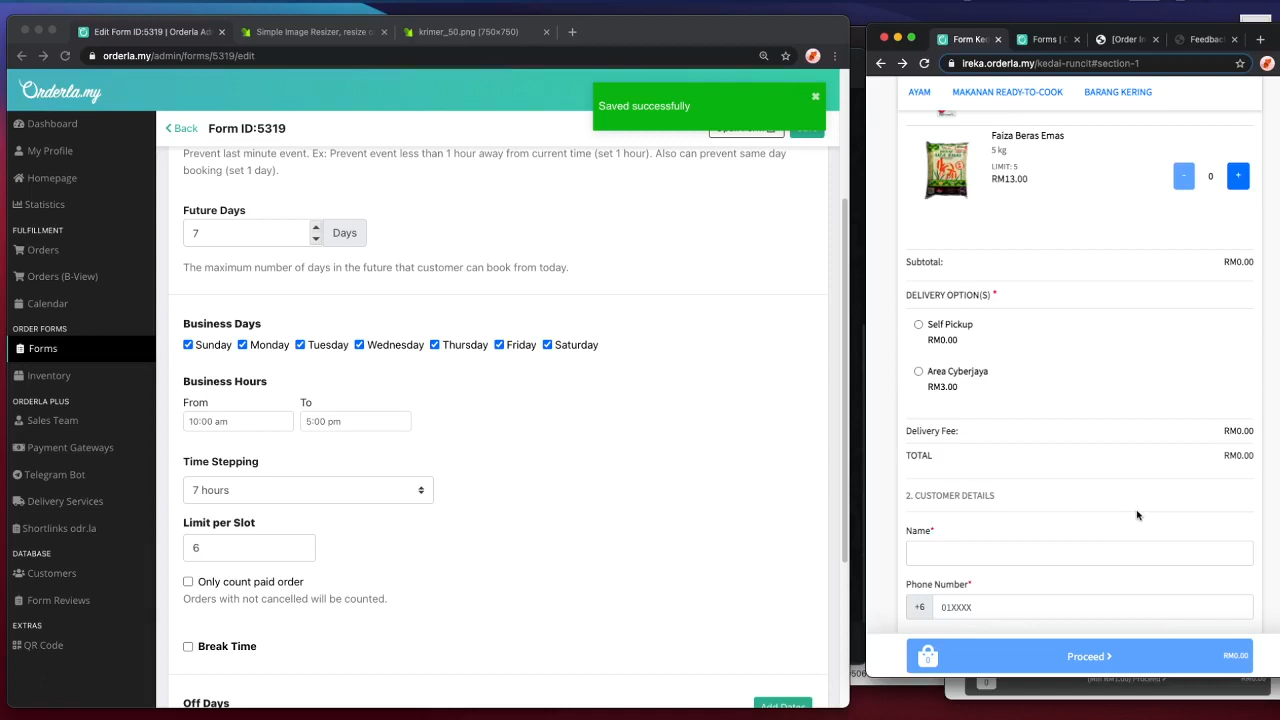 Edit Form ID:5319 | Orderla Ad
Simple Image Resizer, resize o
krimer_50.png (750×750)
orderla.my/admin/forms/5319/edit
Orderla.my
Saved successfully
Back
Form ID:5319
Dashboard
My Profile
Homepage
Statistics
FULFILLMENT
Orders
Orders (B-View)
Calendar
ORDER FORMS
Forms
Inventory
ORDERLA PLUS
Sales Team
Payment Gateways
Telegram Bot
Delivery Services
Shortlinks odr.la
DATABASE
Customers
Form Reviews
EXTRAS
QR Code
Prevent last minute event. Ex: Prevent event less than 1 hour away from current time (set 1 hour). Also can prevent same day
booking (set 1 day).
Future Days
7 Days
The maximum number of days in the future that customer can book from today.
Business Days
Sunday Monday Tuesday Wednesday Thursday Friday Saturday
Business Hours
From To
10:00 am 5:00 pm
Time Stepping
7 hours
Limit per Slot
6
Only count paid order
Orders with not cancelled will be counted.
Break Time
Off Days
Add Dates
Form Ke
Forms | O
[Order In
Feedback
ireka.orderla.my/kedai-runcit#section-1
AYAM MAKANAN READY-TO-COOK BARANG KERING
Faiza Beras Emas
5 kg
LIMIT: 5
RM13.00
- 0 +
Subtotal: RM0.00
DELIVERY OPTION(S) *
Self Pickup
RM0.00
Area Cyberjaya
RM3.00
Delivery Fee: RM0.00
TOTAL RM0.00
2. CUSTOMER DETAILS
Name*
Phone Number*
+6 01XXXX
0 Proceed > RM0.00
0 (Min RM1.00) Proceed >